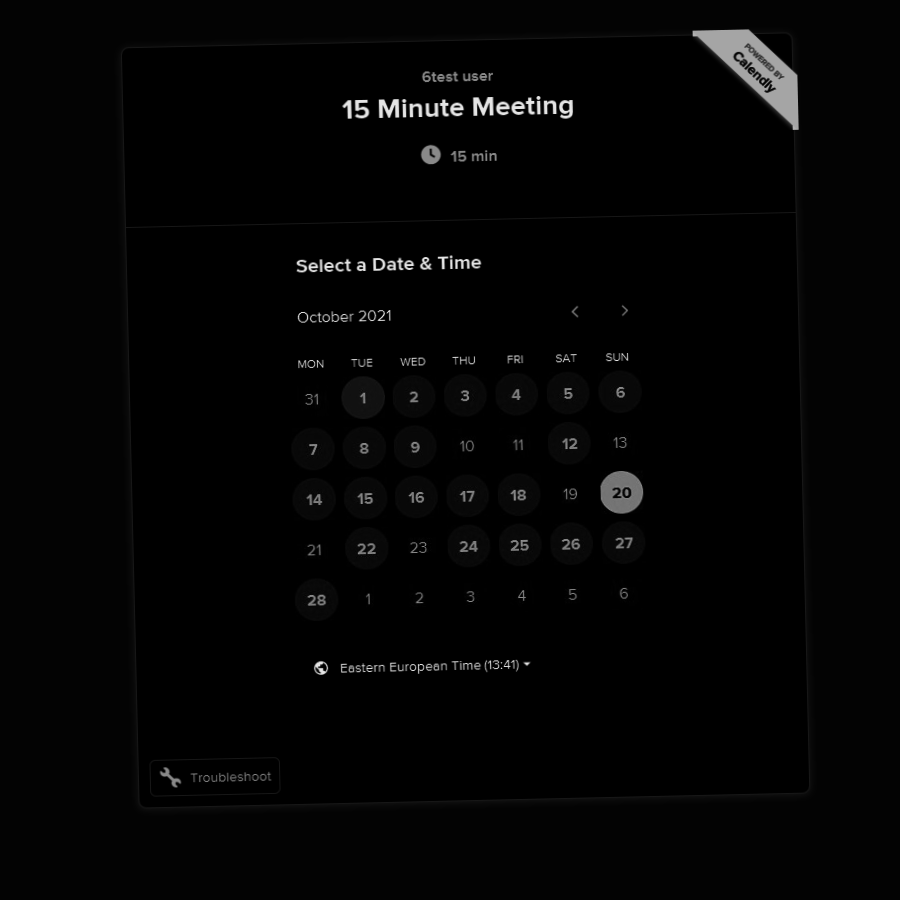 POWERED BY
Calendly
6test user
15 Minute Meeting
15 min
Select a Date & Time
October 2021
MON TUE WED THU FRI SAT SUN
31 1 2 3 4 5 6
7 8 9 10 11 12 13
14 15 16 17 18 19 20
21 22 23 24 25 26 27
28 1 2 3 4 5 6
Eastern European Time (13:41)
Troubleshoot